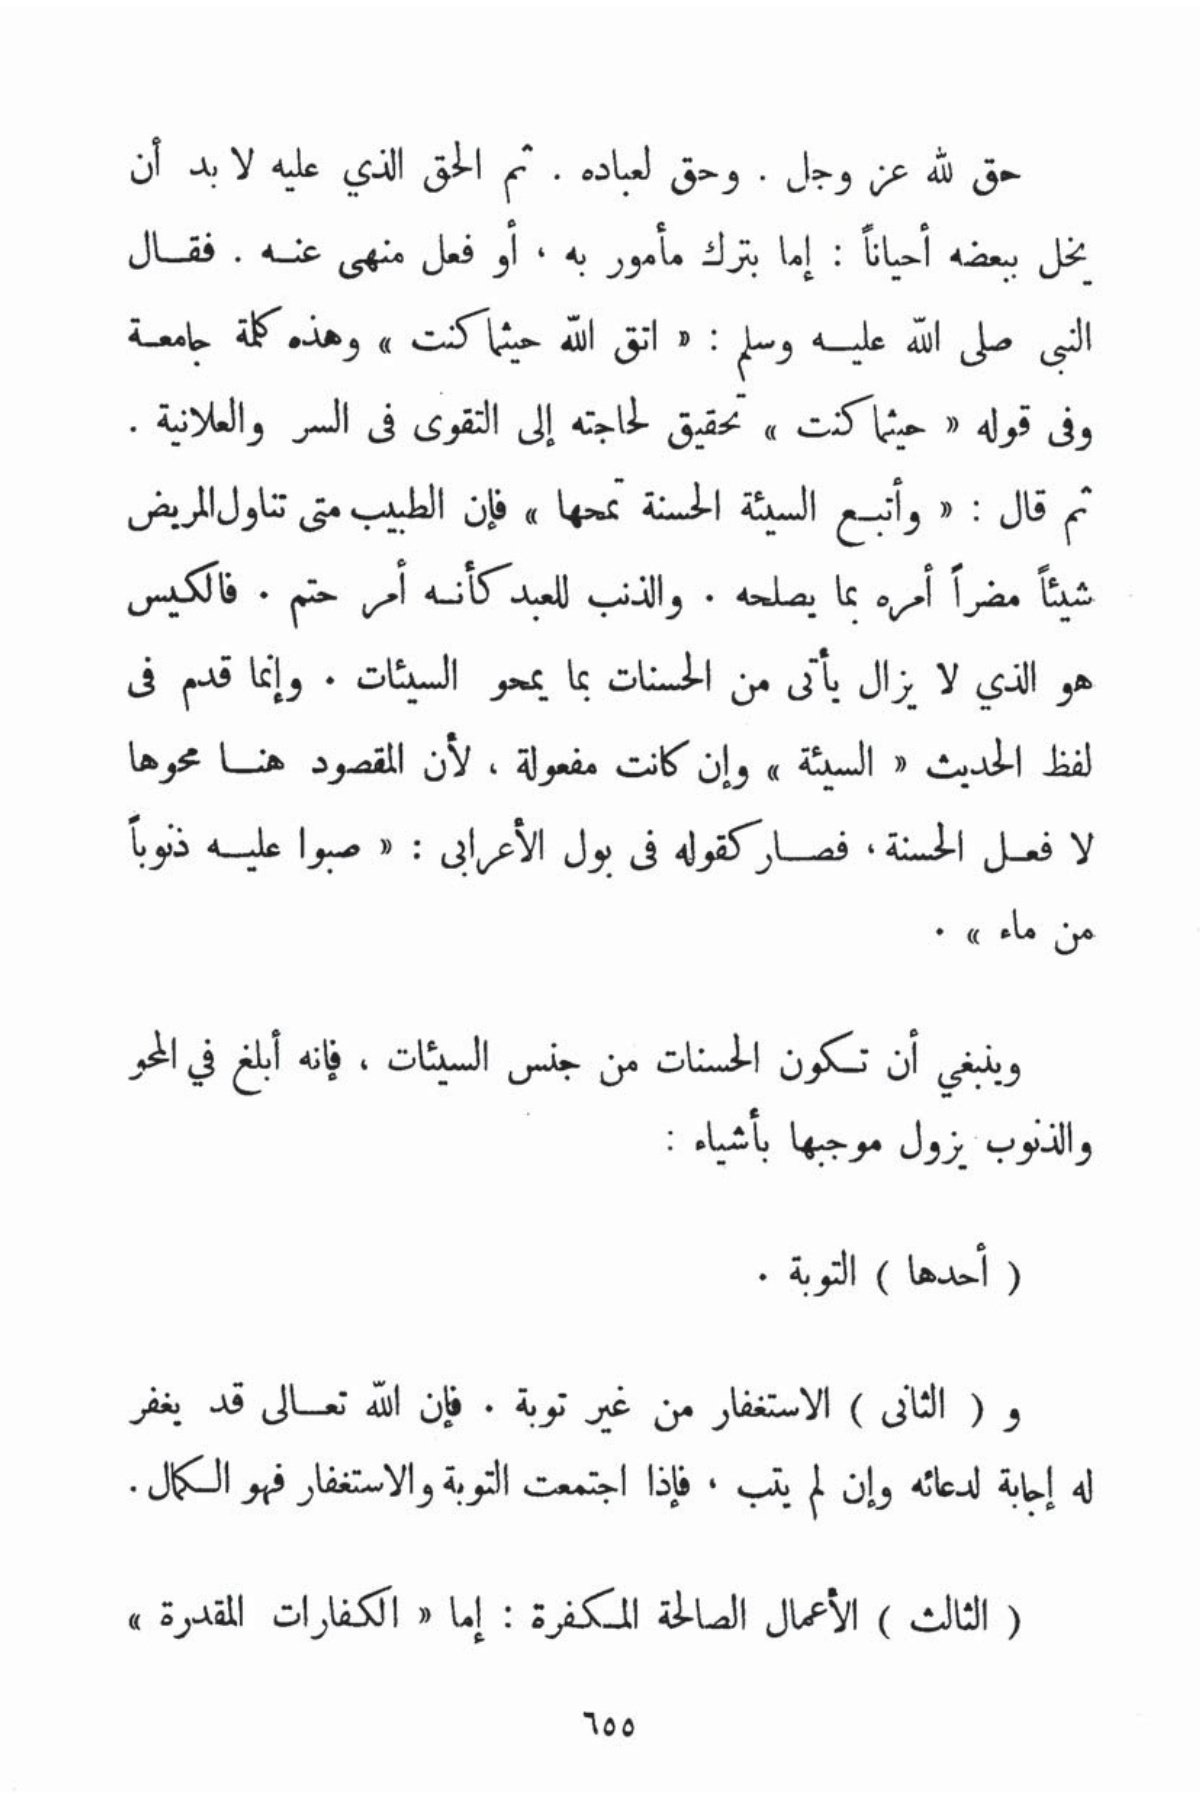 حق لله عز وجل . وحق لعباده . ثم الحق الذي عليه لا بد أن
يخل ببعضه أحياناً : إما بترك مأمور به ، أو فعل منهى عنه . فقال
النبى صلى الله عليه وسلم : « اتق الله حيثما كنت » وهذه كلمة جامعة
وفى قوله « حيثما كنت » تحقيق لحاجته إلى التقوى فى السر والعلانية .
ثم قال : « وأتبع السيئة الحسنة تمحها » فإن الطبيب متى تناول المريض
شيئاً مضراً أمره بما يصلحه . والذنب للعبد كأنه أمر حتم . فالكيس
هو الذي لا يزال يأتى من الحسنات بما يمحو السيئات . وإنما قدم فى
لفظ الحديث « السيئة » وإن كانت مفعولة ، لأن المقصود هنا محوها
لا فعل الحسنة ، فصار كقوله فى بول الأعرابى : « صبوا عليه ذنوباً
من ماء » .
وينبغي أن تكون الحسنات من جنس السيئات ، فإنه أبلغ في المحو
والذنوب يزول موجبها بأشياء :
( أحدها ) التوبة .
و ( الثانى ) الاستغفار من غير توبة . فإن الله تعالى قد يغفر
له إجابة لدعائه وإن لم يتب ، فإذا اجتمعت التوبة والاستغفار فهو الكمال .
( الثالث ) الأعمال الصالحة المكفرة : إما « الكفارات المقدرة »
٦٥٥